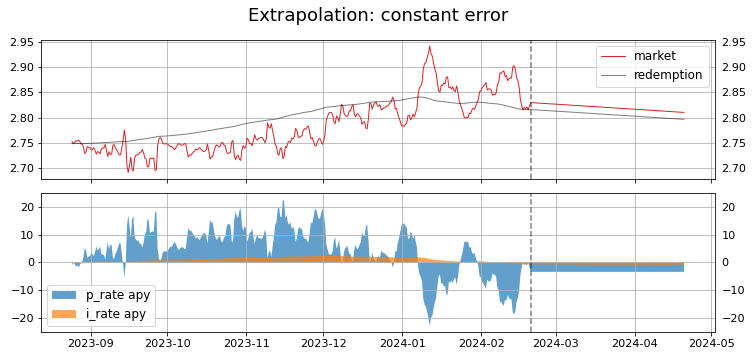 Extrapolation: constant error
2.95 2.95
2.90 2.90
2.85 2.85
2.80 2.80
2.75 2.75
2.70 2.70
market
redemption
20 20
10 10
0 0
−10 −10
−20 −20
p_rate apy
i_rate apy
2023-09 2023-10 2023-11 2023-12 2024-01 2024-02 2024-03 2024-04 2024-05